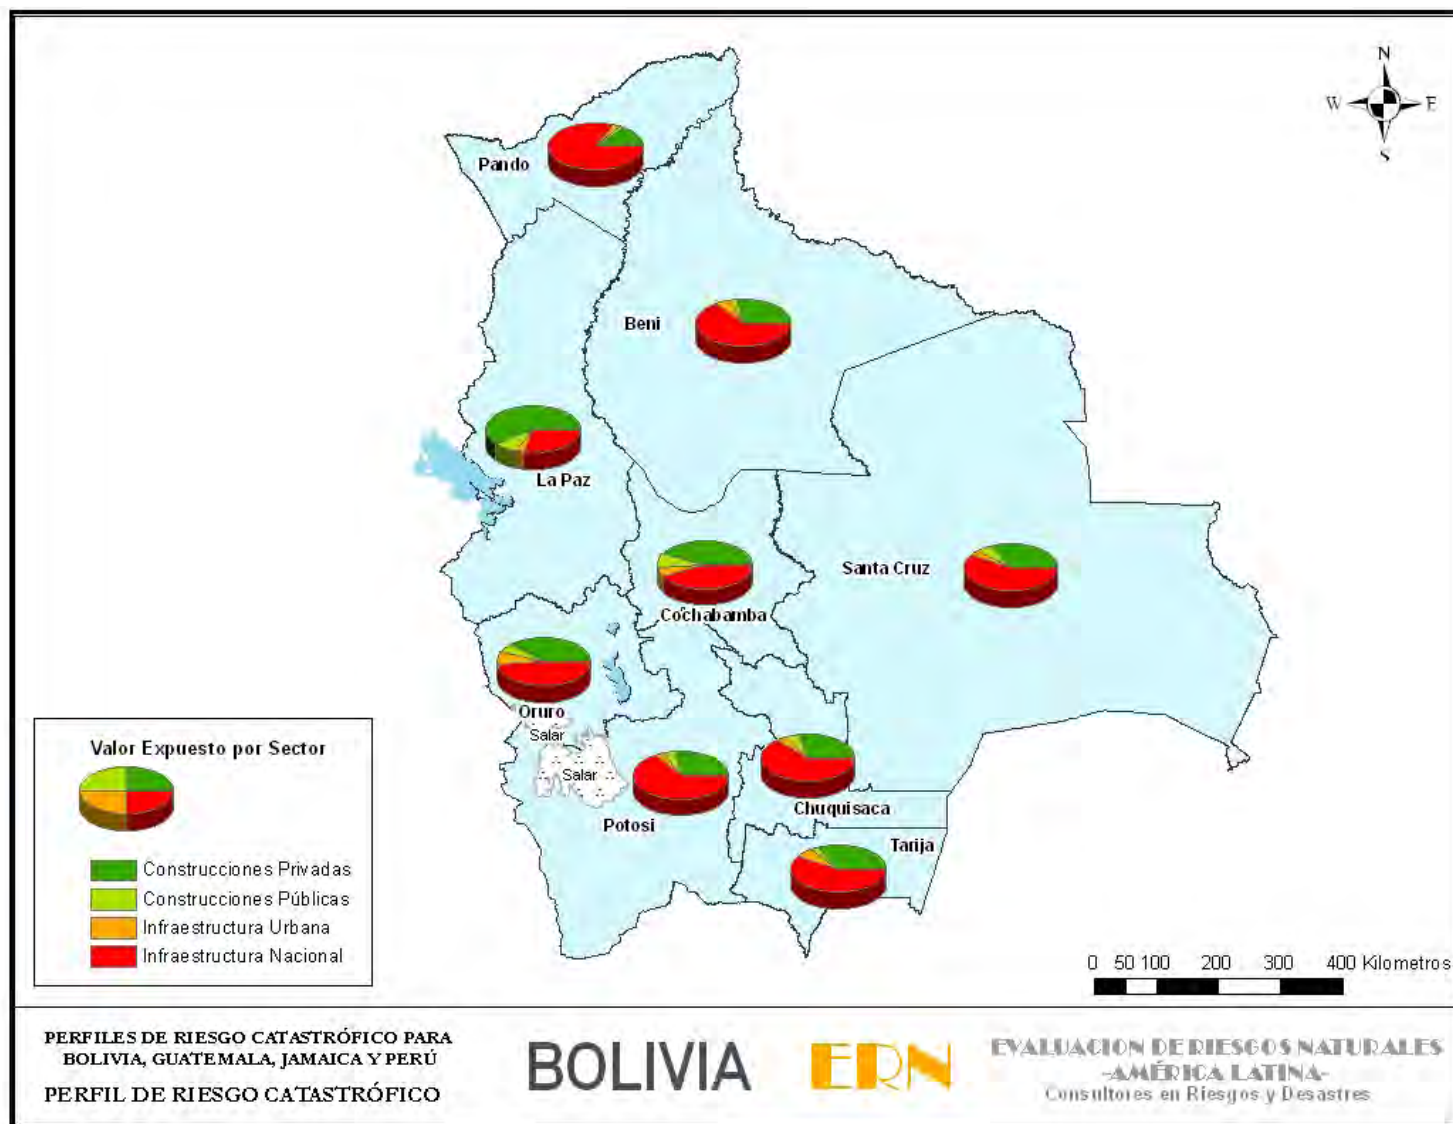 N
W
E
S
Pando
Beni
La Paz
Santa Cruz
Cochabamba
Oruro
Salar
Salar
Potosi
Chuquisaca
Tarija
Valor Expuesto por Sector
Construcciones Privadas
Construcciones Públicas
Infraestructura Urbana
Infraestructura Nacional
0 50 100 200 300 400 Kilometros
PERFILES DE RIESGO CATASTRÓFICO PARA
BOLIVIA, GUATEMALA, JAMAICA Y PERÚ
PERFIL DE RIESGO CATASTRÓFICO
BOLIVIA
ERN
EVALUACION DE RIESGOS NATURALES
-AMÉRICA LATINA-
Consultores en Riesgos y Desastres